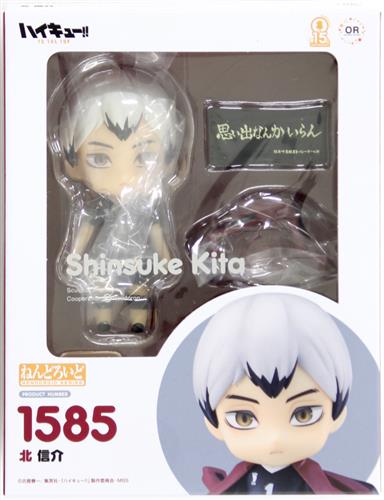 ハイキュー!!
TO THE TOP
15
OR
思い出なんかいらん
Shinsuke Kita
ねんどろいど
NENDOROID SERIES
PRODUCT NUMBER
1585
北 信介
1